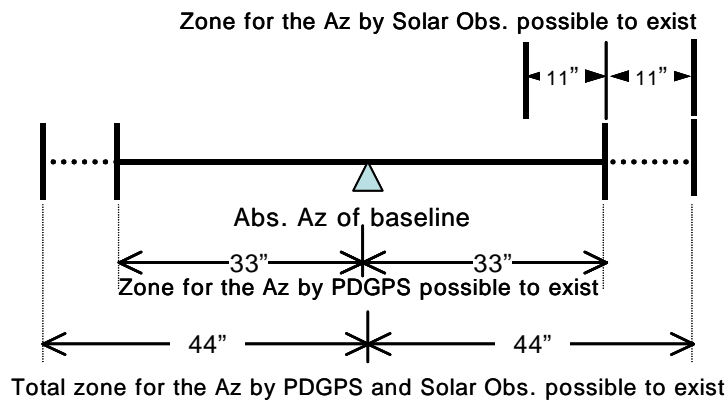 Zone for the Az by Solar Obs. possible to exist
11” 11”
Abs. Az of baseline
33” 33”
Zone for the Az by PDGPS possible to exist
44” 44”
Total zone for the Az by PDGPS and Solar Obs. possible to exist